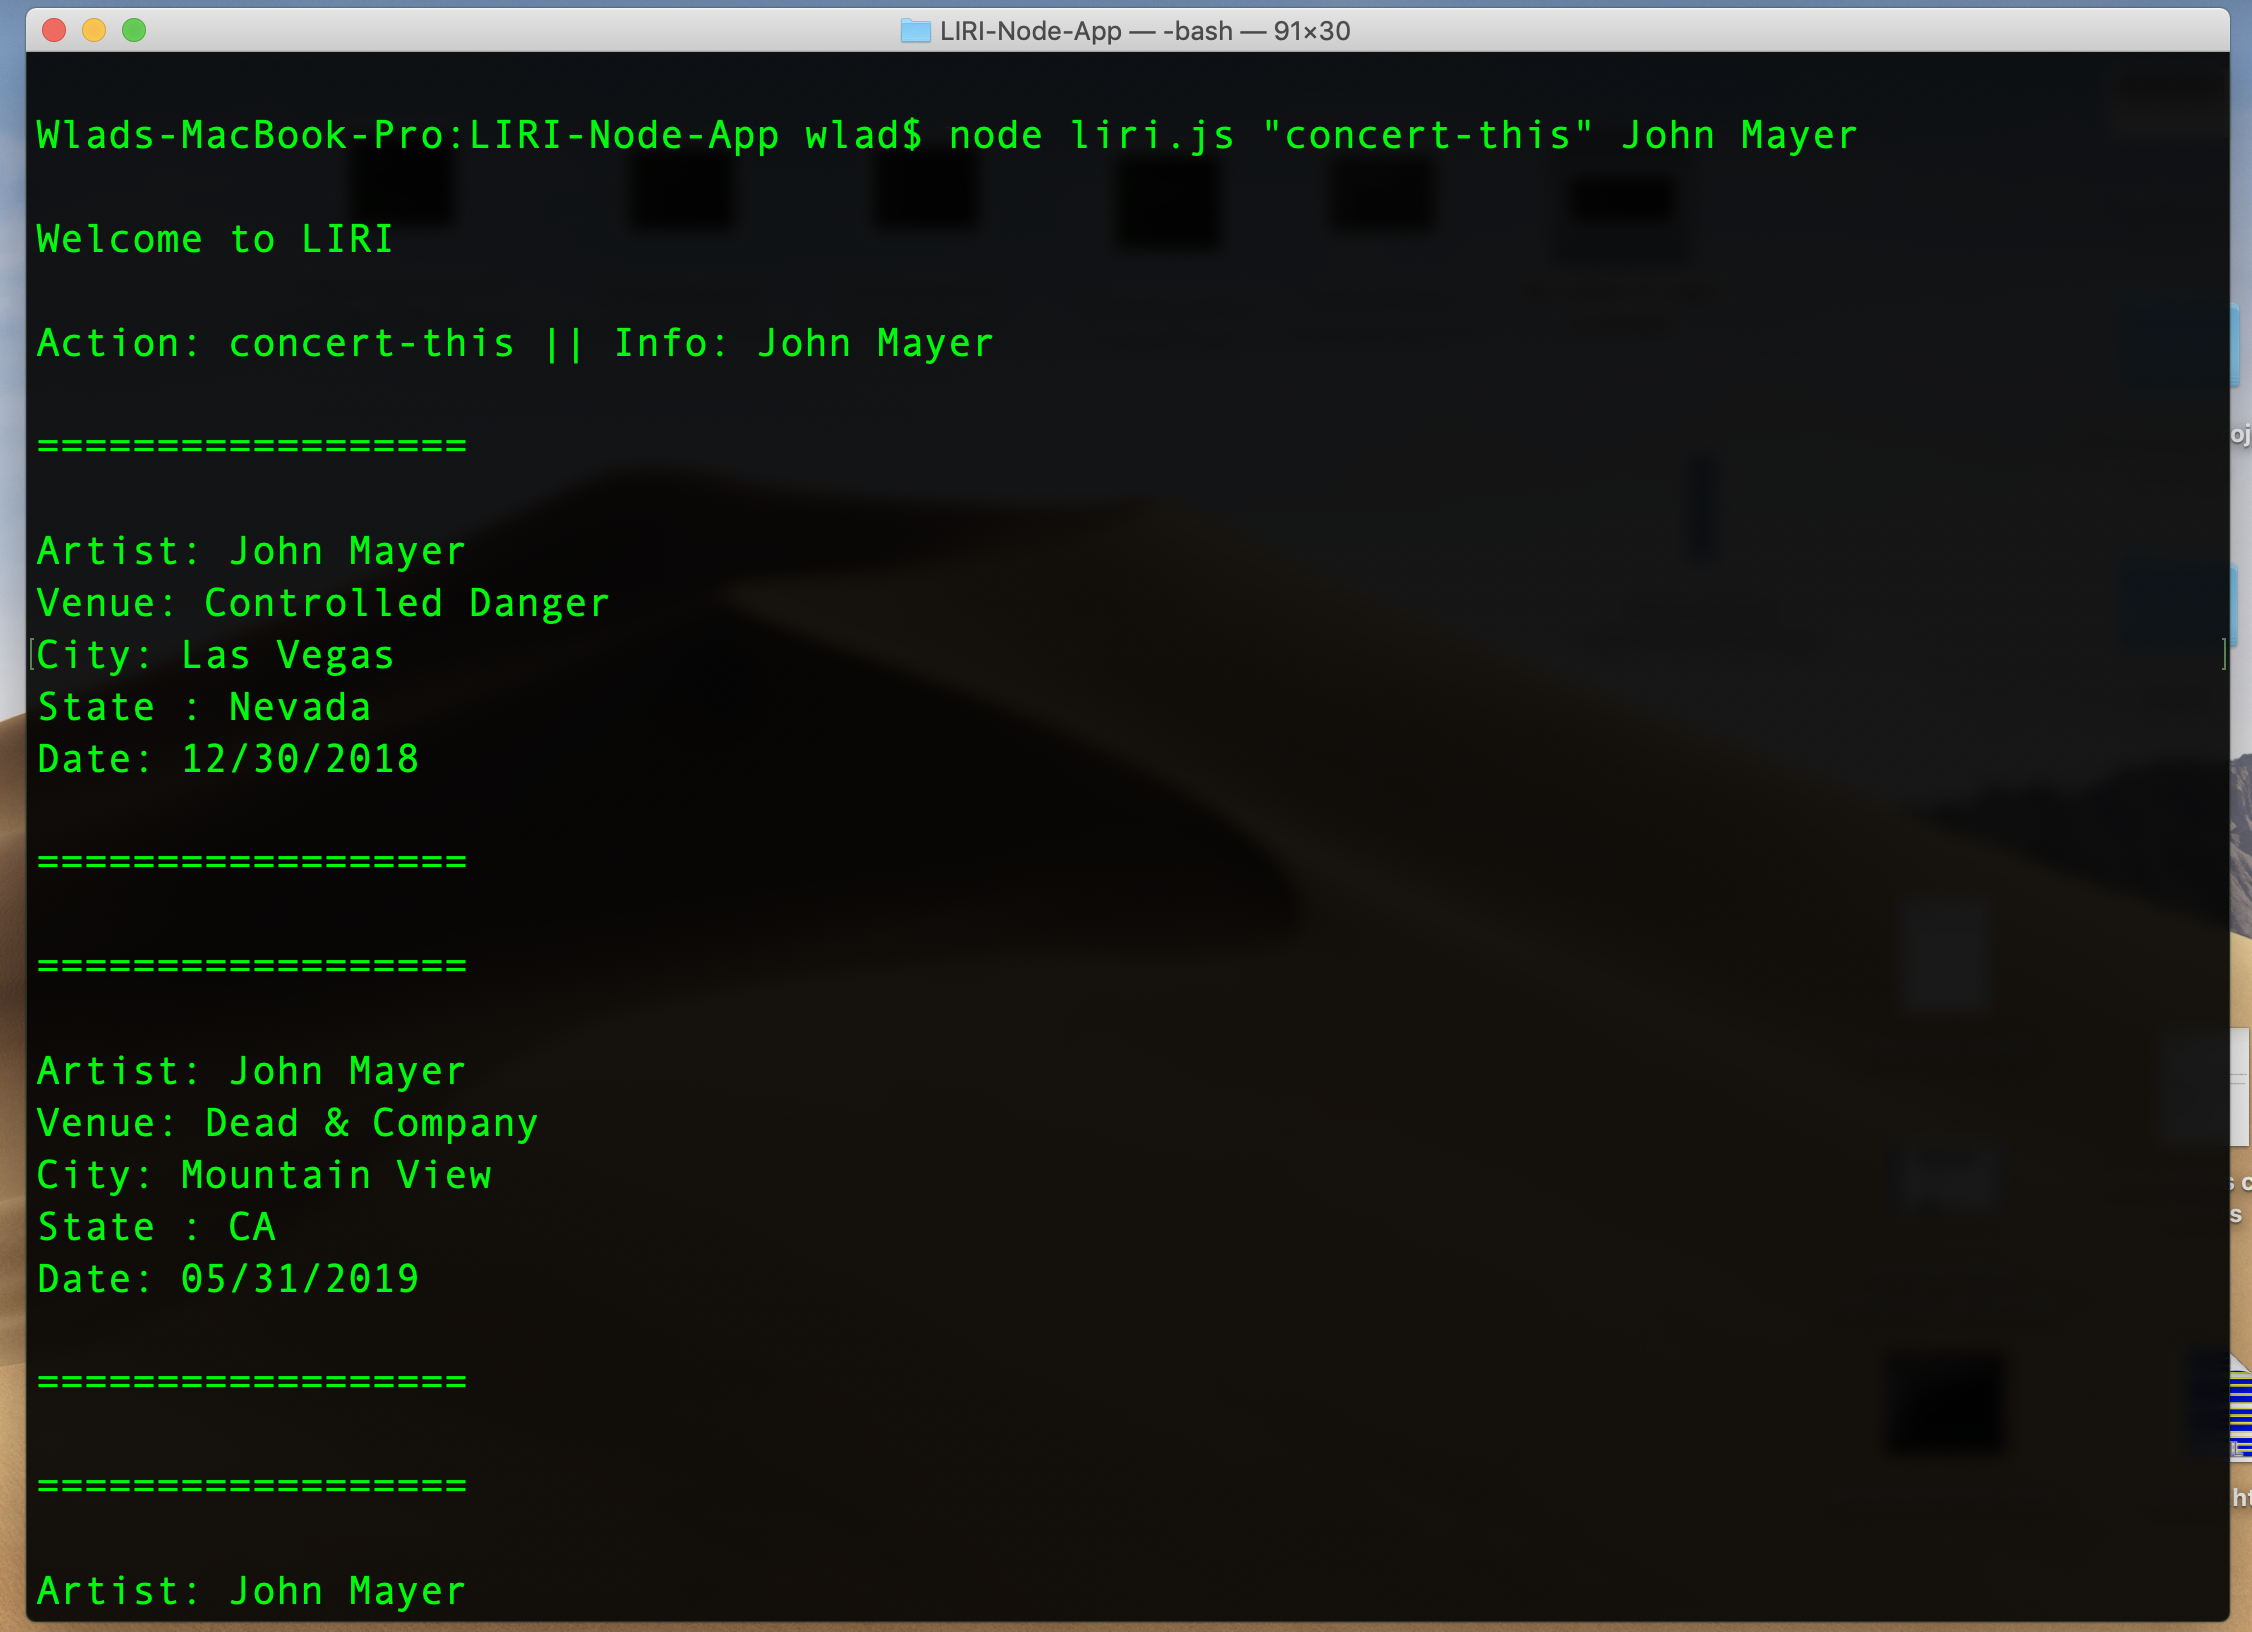 LIRI-Node-App — -bash — 91×30
Wlads-MacBook-Pro:LIRI-Node-App wlad$ node liri.js "concert-this" John Mayer
Welcome to LIRI
Action: concert-this || Info: John Mayer
==================
Artist: John Mayer
Venue: Controlled Danger
City: Las Vegas
State : Nevada
Date: 12/30/2018
==================
==================
Artist: John Mayer
Venue: Dead & Company
City: Mountain View
State : CA
Date: 05/31/2019
==================
==================
Artist: John Mayer